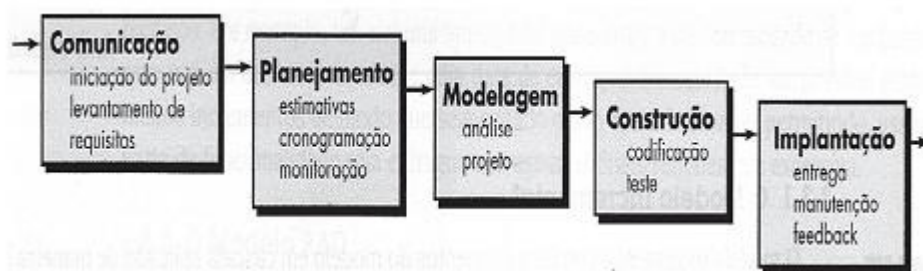 Comunicação
iniciação do projeto
levantamento de
requisitos
Planejamento
estimativas
cronogramação
monitoração
Modelagem
análise
projeto
Construção
codificação
teste
Implantação
entrega
manutenção
feedback